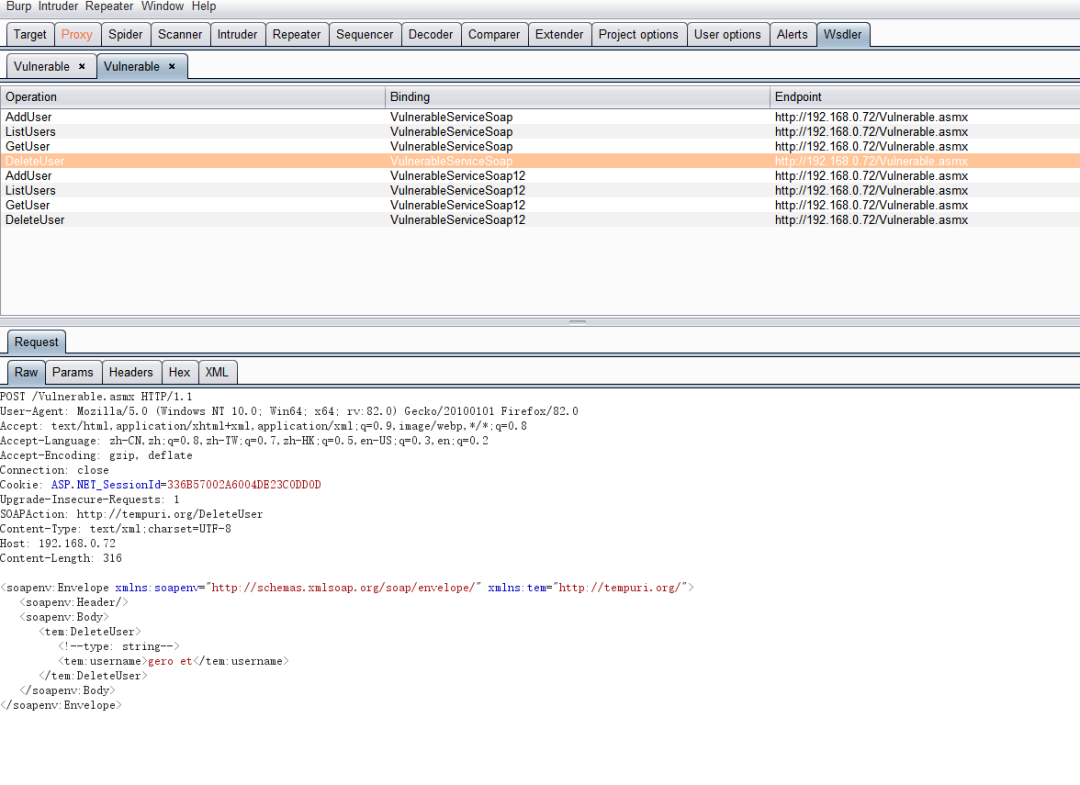 Burp Intruder Repeater Window Help
Target Proxy Spider Scanner Intruder Repeater Sequencer Decoder Comparer Extender Project options User options Alerts Wsdler
Vulnerable × Vulnerable ×
Operation Binding Endpoint
AddUser VulnerableServiceSoap http://192.168.0.72/Vulnerable.asmx
ListUsers VulnerableServiceSoap http://192.168.0.72/Vulnerable.asmx
GetUser VulnerableServiceSoap http://192.168.0.72/Vulnerable.asmx
DeleteUser VulnerableServiceSoap http://192.168.0.72/Vulnerable.asmx
AddUser VulnerableServiceSoap12 http://192.168.0.72/Vulnerable.asmx
ListUsers VulnerableServiceSoap12 http://192.168.0.72/Vulnerable.asmx
GetUser VulnerableServiceSoap12 http://192.168.0.72/Vulnerable.asmx
DeleteUser VulnerableServiceSoap12 http://192.168.0.72/Vulnerable.asmx
Request
Raw Params Headers Hex XML
POST /Vulnerable.asmx HTTP/1.1
User-Agent: Mozilla/5.0 (Windows NT 10.0; Win64; x64; rv:82.0) Gecko/20100101 Firefox/82.0
Accept: text/html,application/xhtml+xml,application/xml;q=0.9,image/webp,*/*;q=0.8
Accept-Language: zh-CN,zh;q=0.8,zh-TW;q=0.7,zh-HK;q=0.5,en-US;q=0.3,en;q=0.2
Accept-Encoding: gzip, deflate
Connection: close
Cookie: ASP.NET_SessionId=336B57002A6004DE23C0DD0D
Upgrade-Insecure-Requests: 1
SOAPAction: http://tempuri.org/DeleteUser
Content-Type: text/xml;charset=UTF-8
Host: 192.168.0.72
Content-Length: 316
<soapenv:Envelope xmlns:soapenv="http://schemas.xmlsoap.org/soap/envelope/" xmlns:tem="http://tempuri.org/">
<soapenv:Header/>
<soapenv:Body>
<tem:DeleteUser>
<!--type: string-->
<tem:username>gero et</tem:username>
</tem:DeleteUser>
</soapenv:Body>
</soapenv:Envelope>